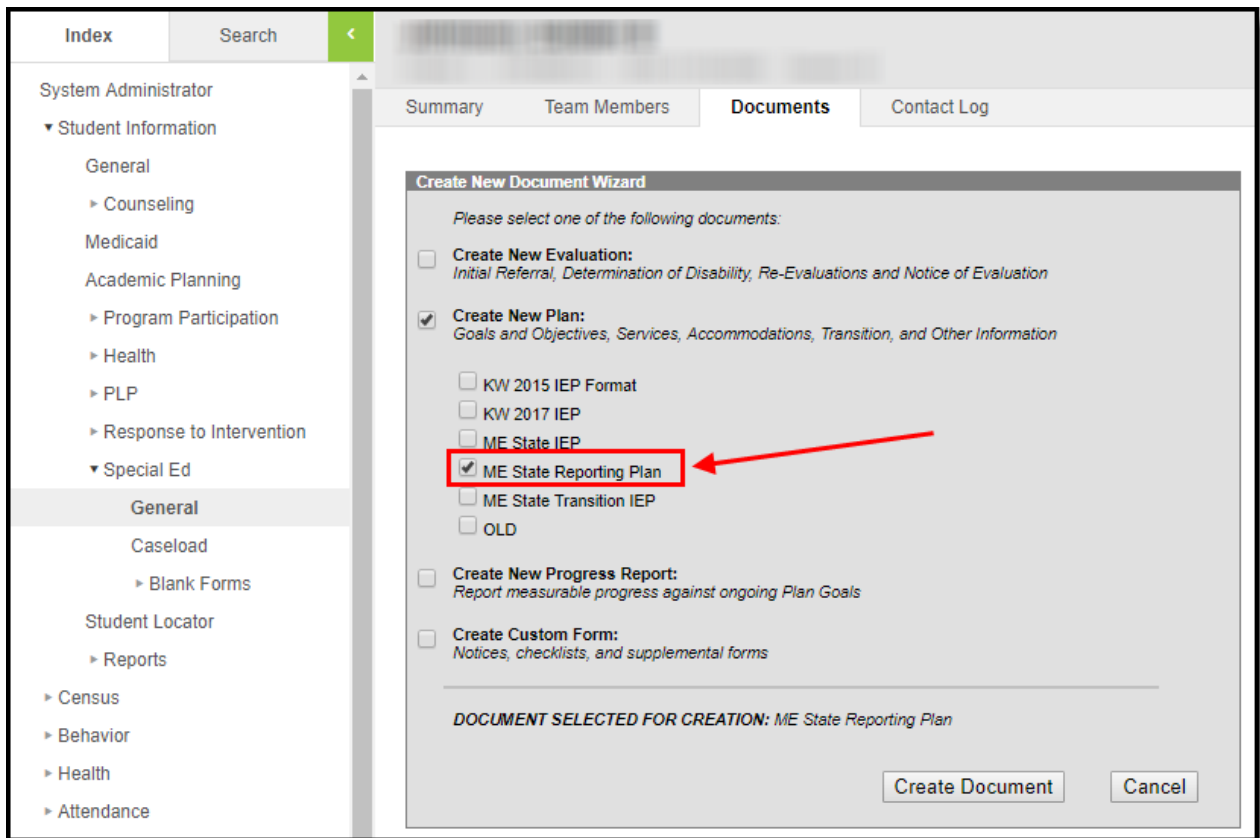 Index
Search
System Administrator
Student Information
General
Counseling
Medicaid
Academic Planning
Program Participation
Health
PLP
Response to Intervention
Special Ed
General
Caseload
Blank Forms
Student Locator
Reports
Census
Behavior
Health
Attendance
Summary
Team Members
Documents
Contact Log
Create New Document Wizard
Please select one of the following documents:
Create New Evaluation:
Initial Referral, Determination of Disability, Re-Evaluations and Notice of Evaluation
Create New Plan:
Goals and Objectives, Services, Accommodations, Transition, and Other Information
KW 2015 IEP Format
KW 2017 IEP
ME State IEP
ME State Reporting Plan
ME State Transition IEP
OLD
Create New Progress Report:
Report measurable progress against ongoing Plan Goals
Create Custom Form:
Notices, checklists, and supplemental forms
DOCUMENT SELECTED FOR CREATION: ME State Reporting Plan
Create Document
Cancel